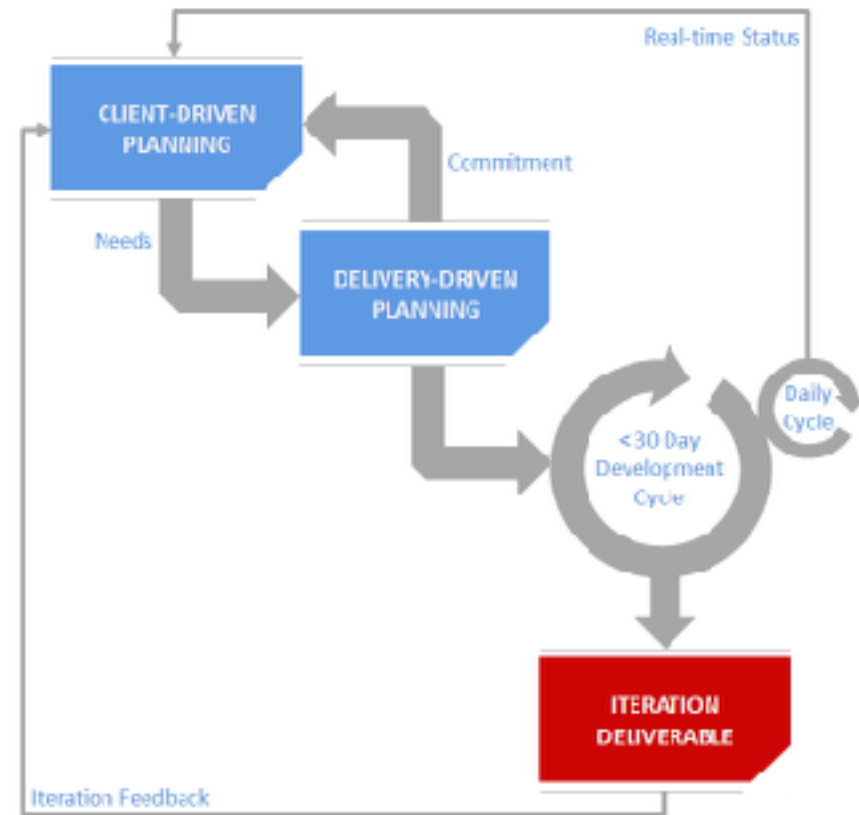 Real-time Status
CLIENT-DRIVEN
PLANNING
Commitment
Needs
DELIVERY-DRIVEN
PLANNING
Daily
Cycle
<30 Day
Development
Cycle
ITERATION
DELIVERABLE
Iteration Feedback